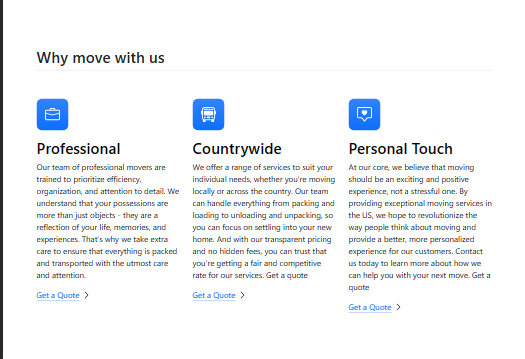 Why move with us
Professional
Our team of professional movers are
trained to prioritize efficiency,
organization, and attention to detail. We
understand that your possessions are
more than just objects - they are a
reflection of your life, memories, and
experiences. That's why we take extra
care to ensure that everything is packed
and transported with the utmost care
and attention.
Get a Quote
Countrywide
We offer a range of services to suit your
individual needs, whether you're moving
locally or across the country. Our team
can handle everything from packing and
loading to unloading and unpacking, so
you can focus on settling into your new
home. And with our transparent pricing
and no hidden fees, you can trust that
you're getting a fair and competitive
rate for our services. Get a quote
Get a Quote
Personal Touch
At our core, we believe that moving
should be an exciting and positive
experience, not a stressful one. By
providing exceptional moving services in
the US, we hope to revolutionize the
way people think about moving and
provide a better, more personalized
experience for our customers. Contact
us today to learn more about how we
can help you with your next move. Get a
quote
Get a Quote